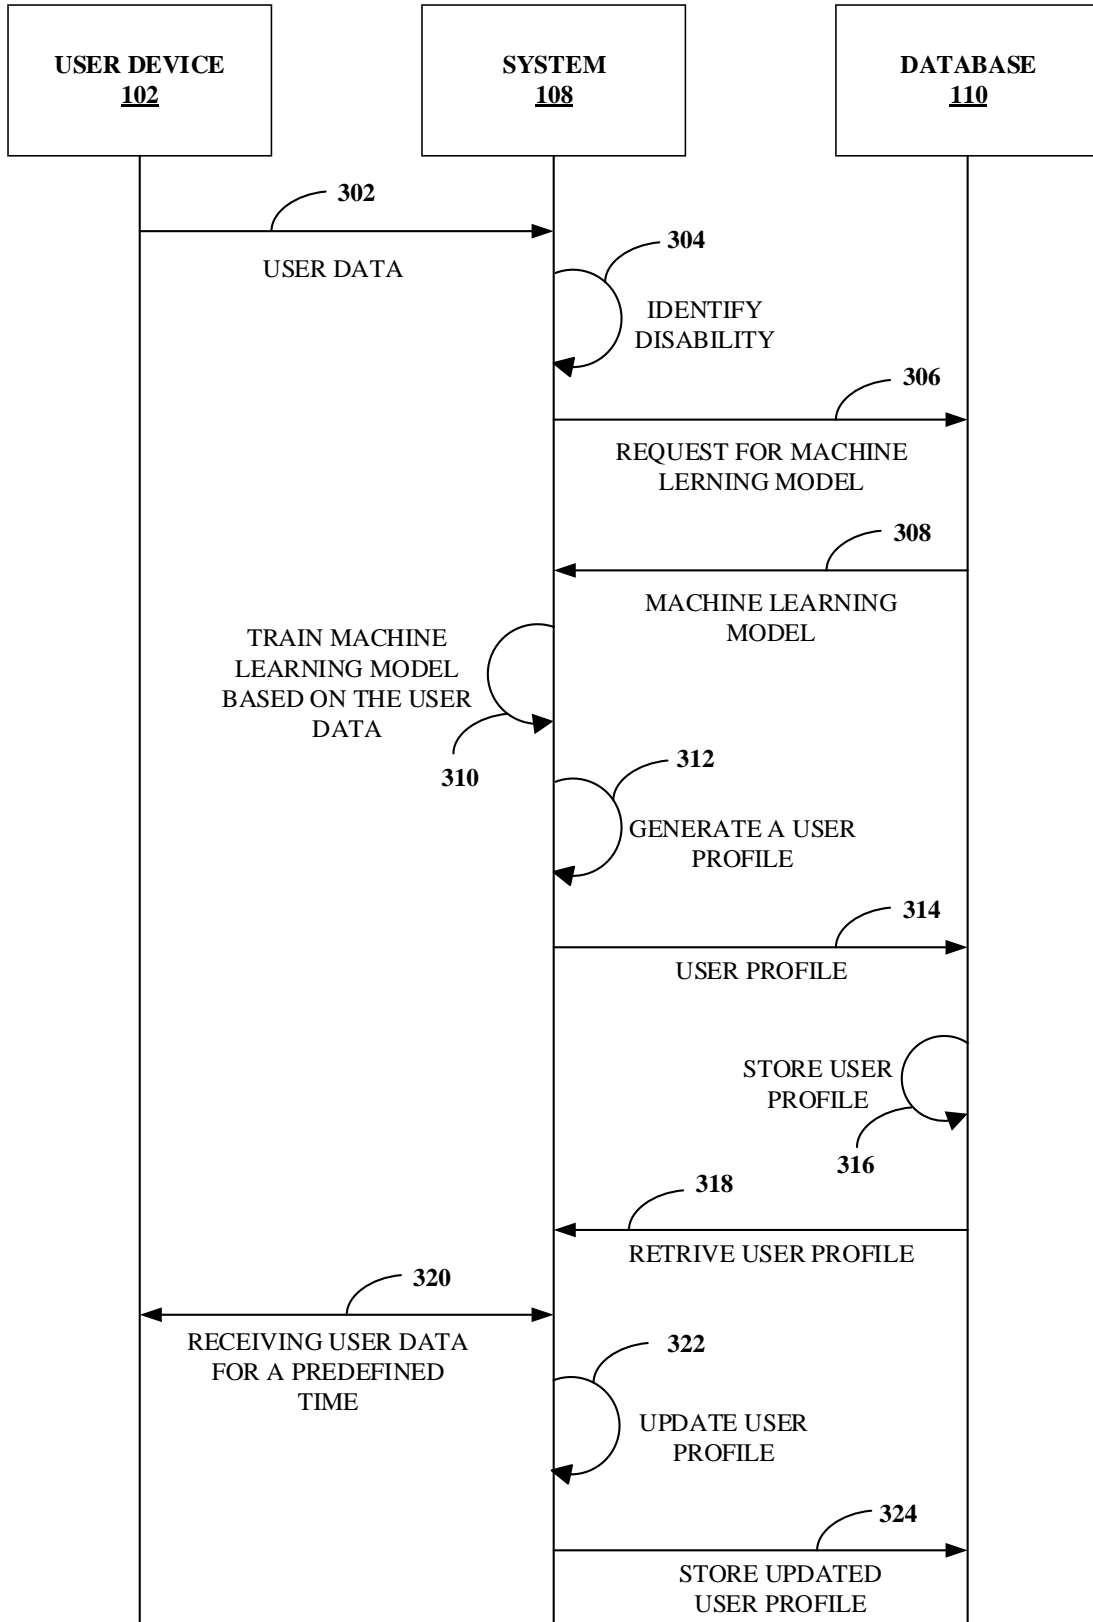 USER DEVICE
102
SYSTEM
108
DATABASE
110
302
USER DATA
304
IDENTIFY
DISABILITY
306
REQUEST FOR MACHINE
LERNING MODEL
308
MACHINE LEARNING
MODEL
TRAIN MACHINE
LEARNING MODEL
BASED ON THE USER
DATA
310
312
GENERATE A USER
PROFILE
314
USER PROFILE
STORE USER
PROFILE
316
318
RETRIVE USER PROFILE
320
RECEIVING USER DATA
FOR A PREDEFINED
TIME
322
UPDATE USER
PROFILE
324
STORE UPDATED
USER PROFILE